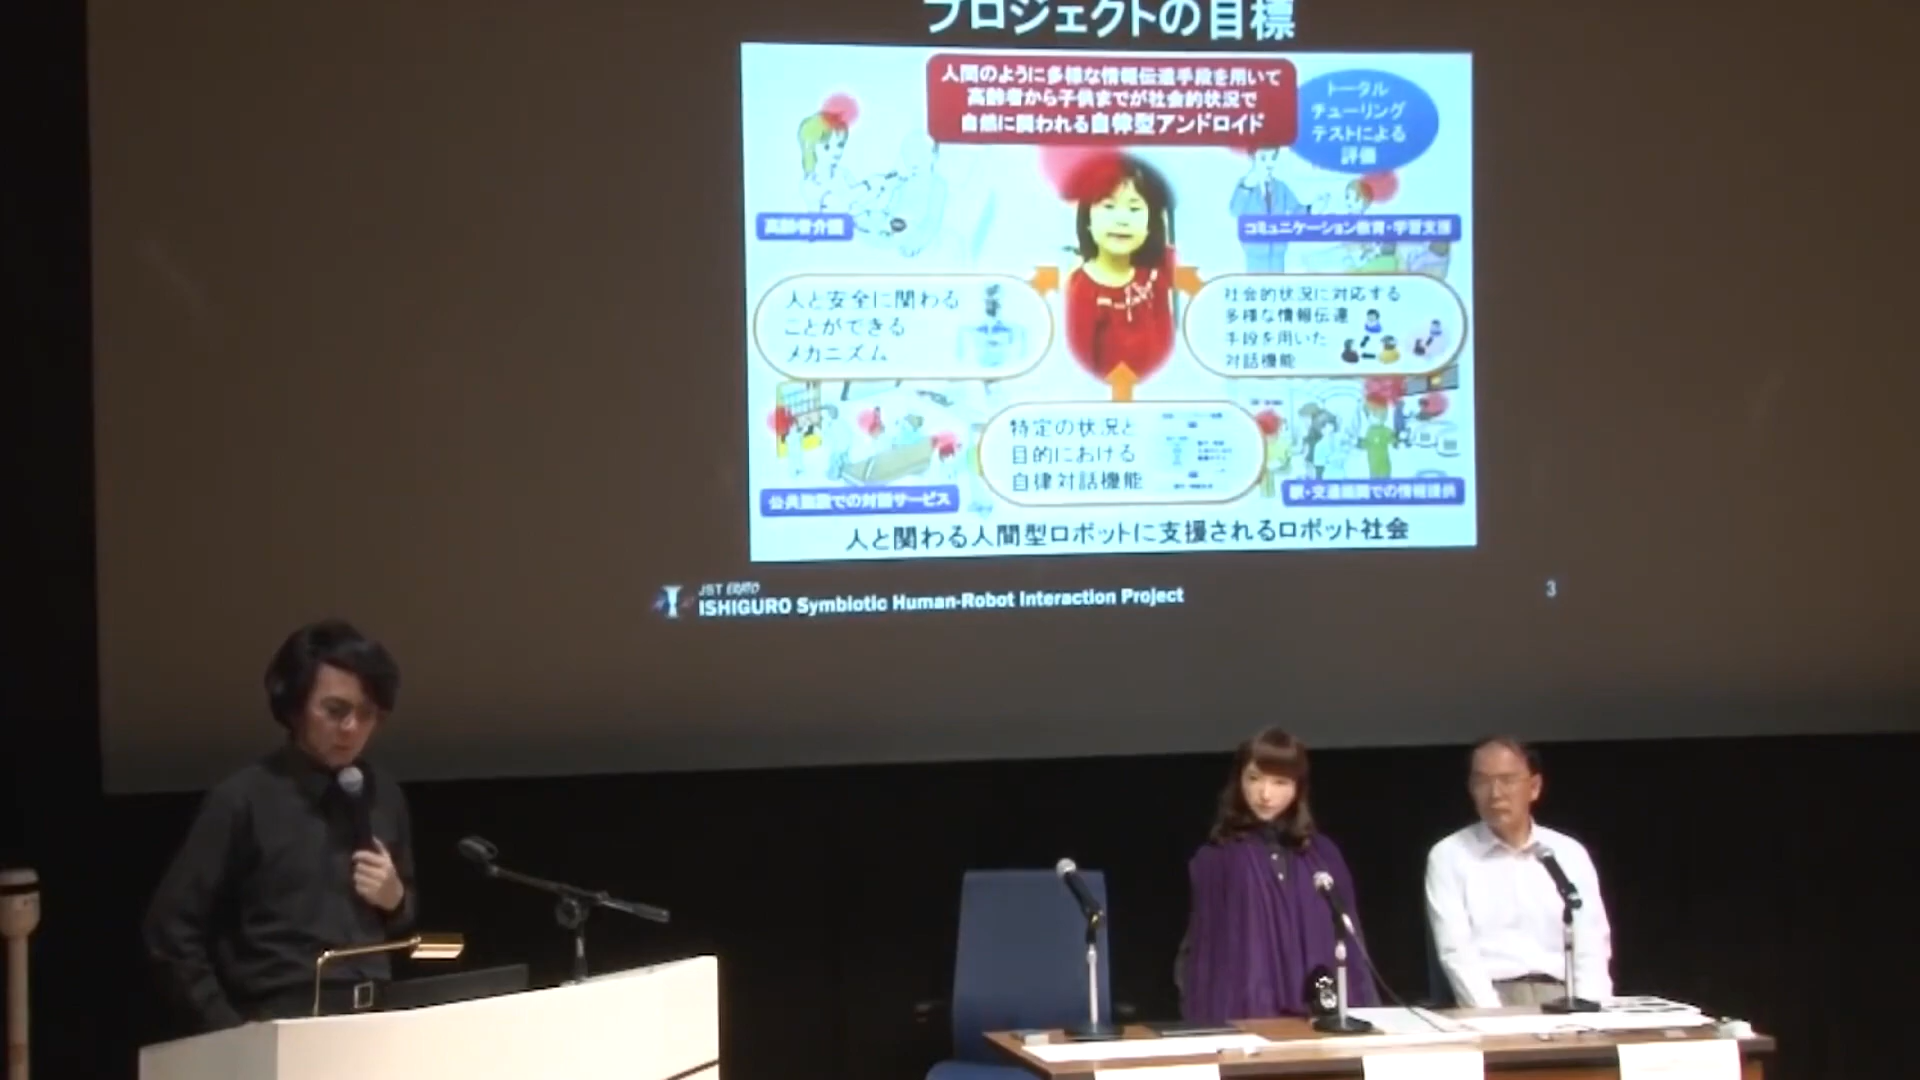 プロジェクトの目標
人間のように多様な情報伝達手段を用いて
高齢者から子供までが社会的状況で
自然に関われる自律型アンドロイド
トータル
チューリング
テストによる
評価
高齢者介護
コミュニケーション教育・学習支援
人と安全に関わる
ことができる
メカニズム
社会的状況に対応する
多様な情報伝達
手段を用いた
対話機能
特定の状況と
目的における
自律対話機能
公共施設での対話サービス
駅・交通機関での情報提供
人と関わる人間型ロボットに支援されるロボット社会
JST ERATO
ISHIGURO Symbiotic Human-Robot Interaction Project
3